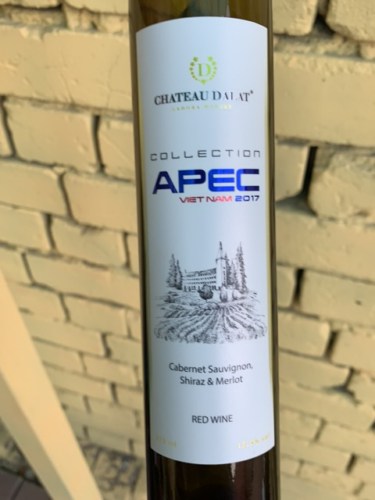 D
CHATEAU DALAT®
COLLECTION
APEC
VIET NAM 2017
Cabernet Sauvignon,
Shiraz & Merlot
RED WINE